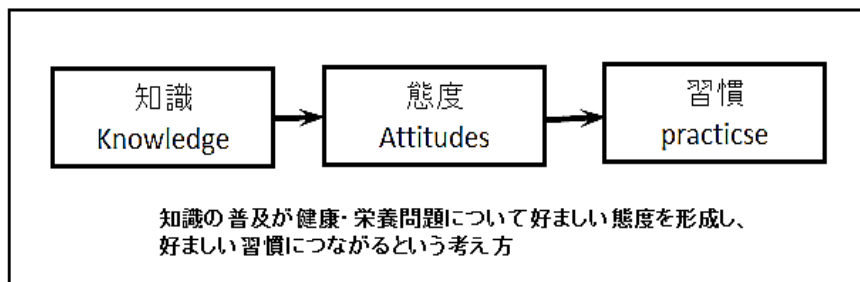 知識
Knowledge
態度
Attitudes
習慣
practicse
知識の普及が健康・栄養問題について好ましい態度を形成し、
好ましい習慣につながるという考え方